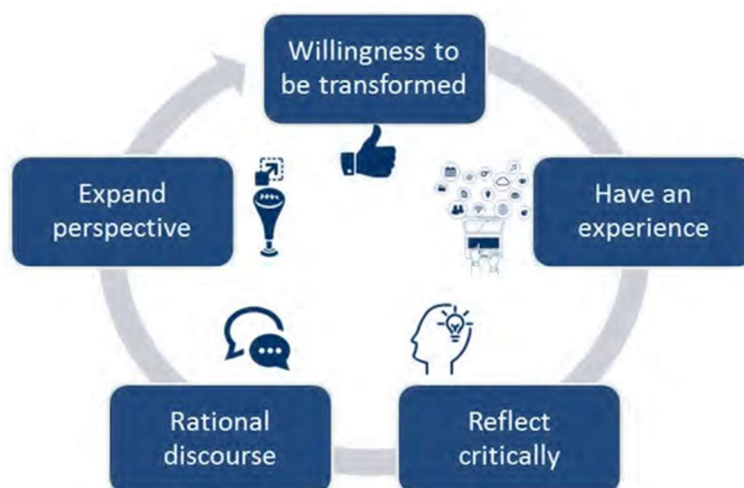 Willingness to
be transformed
Have an
experience
Reflect
critically
Rational
discourse
Expand
perspective